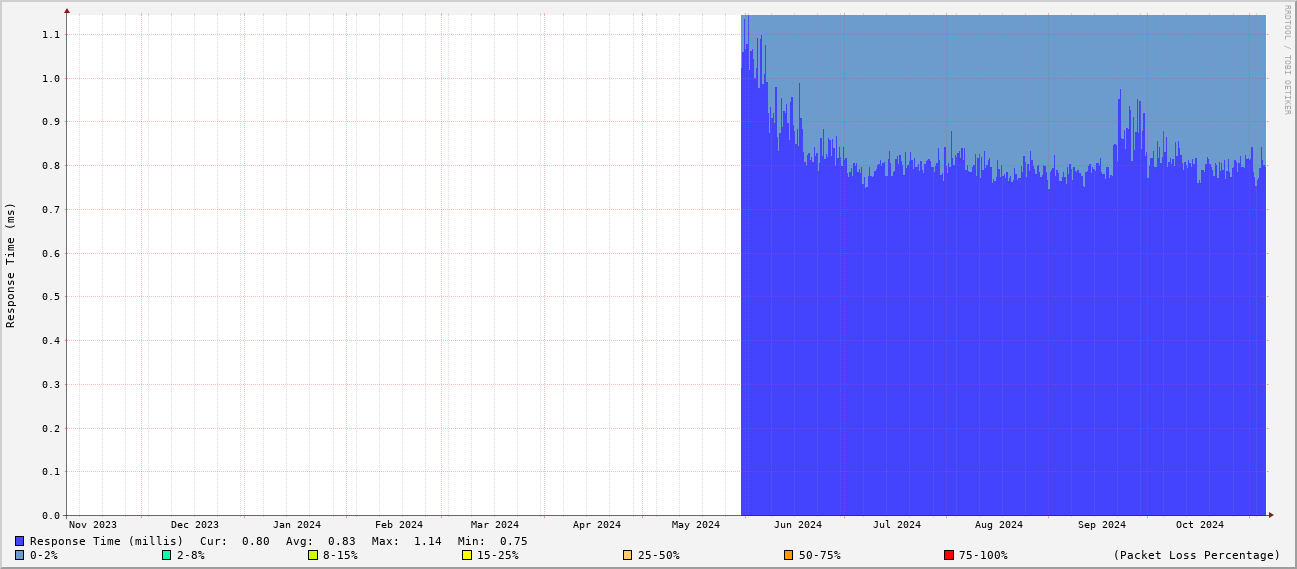 RRDTOOL / TOBI OETIKER
Response Time (ms)
1.1
1.0
0.9
0.8
0.7
0.6
0.5
0.4
0.3
0.2
0.1
0.0
Nov 2023 Dec 2023 Jan 2024 Feb 2024 Mar 2024 Apr 2024 May 2024 Jun 2024 Jul 2024 Aug 2024 Sep 2024 Oct 2024
Response Time (millis) Cur: 0.80 Avg: 0.83 Max: 1.14 Min: 0.75
0-2% 2-8% 8-15% 15-25% 25-50% 50-75% 75-100% (Packet Loss Percentage)